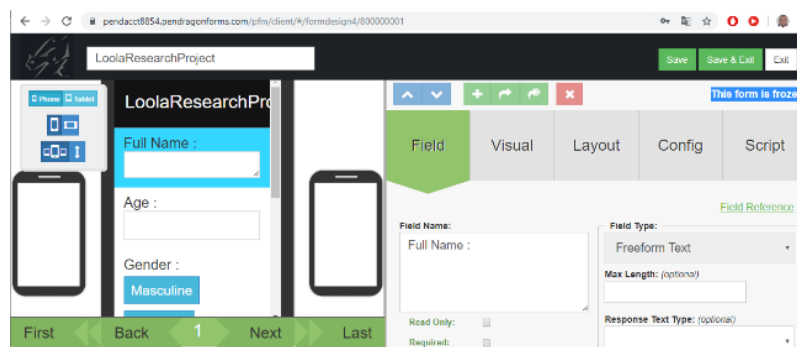 pendacct8854.pendragonforms.com/pfm/client/#/formdesign4/800000001
LoolaResearchProject
Save
Save & Exit
Exit
Phone
Tablet
LoolaResearchPro
This form is froze
Full Name :
Age :
Gender :
Masculine
Field
Visual
Layout
Config
Script
Field Reference
Field Name:
Full Name :
Field Type:
Freeform Text
Max Length: (optional)
Response Text Type: (optional)
Read Only:
Required:
First
Back
1
Next
Last